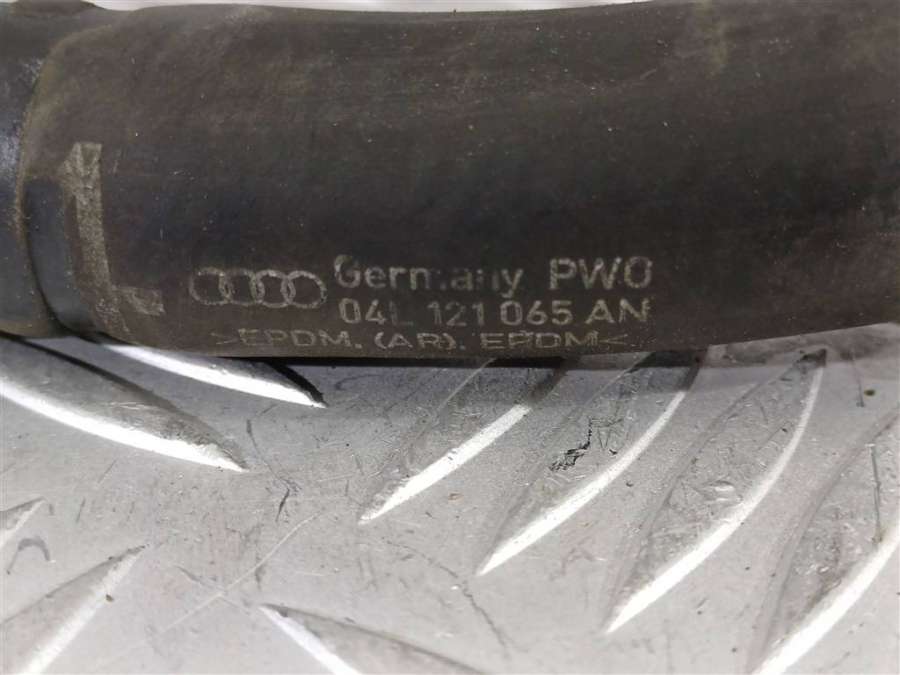 Germany PWO
04L 121 065 AN
>EPDM. (AR). EPDM<